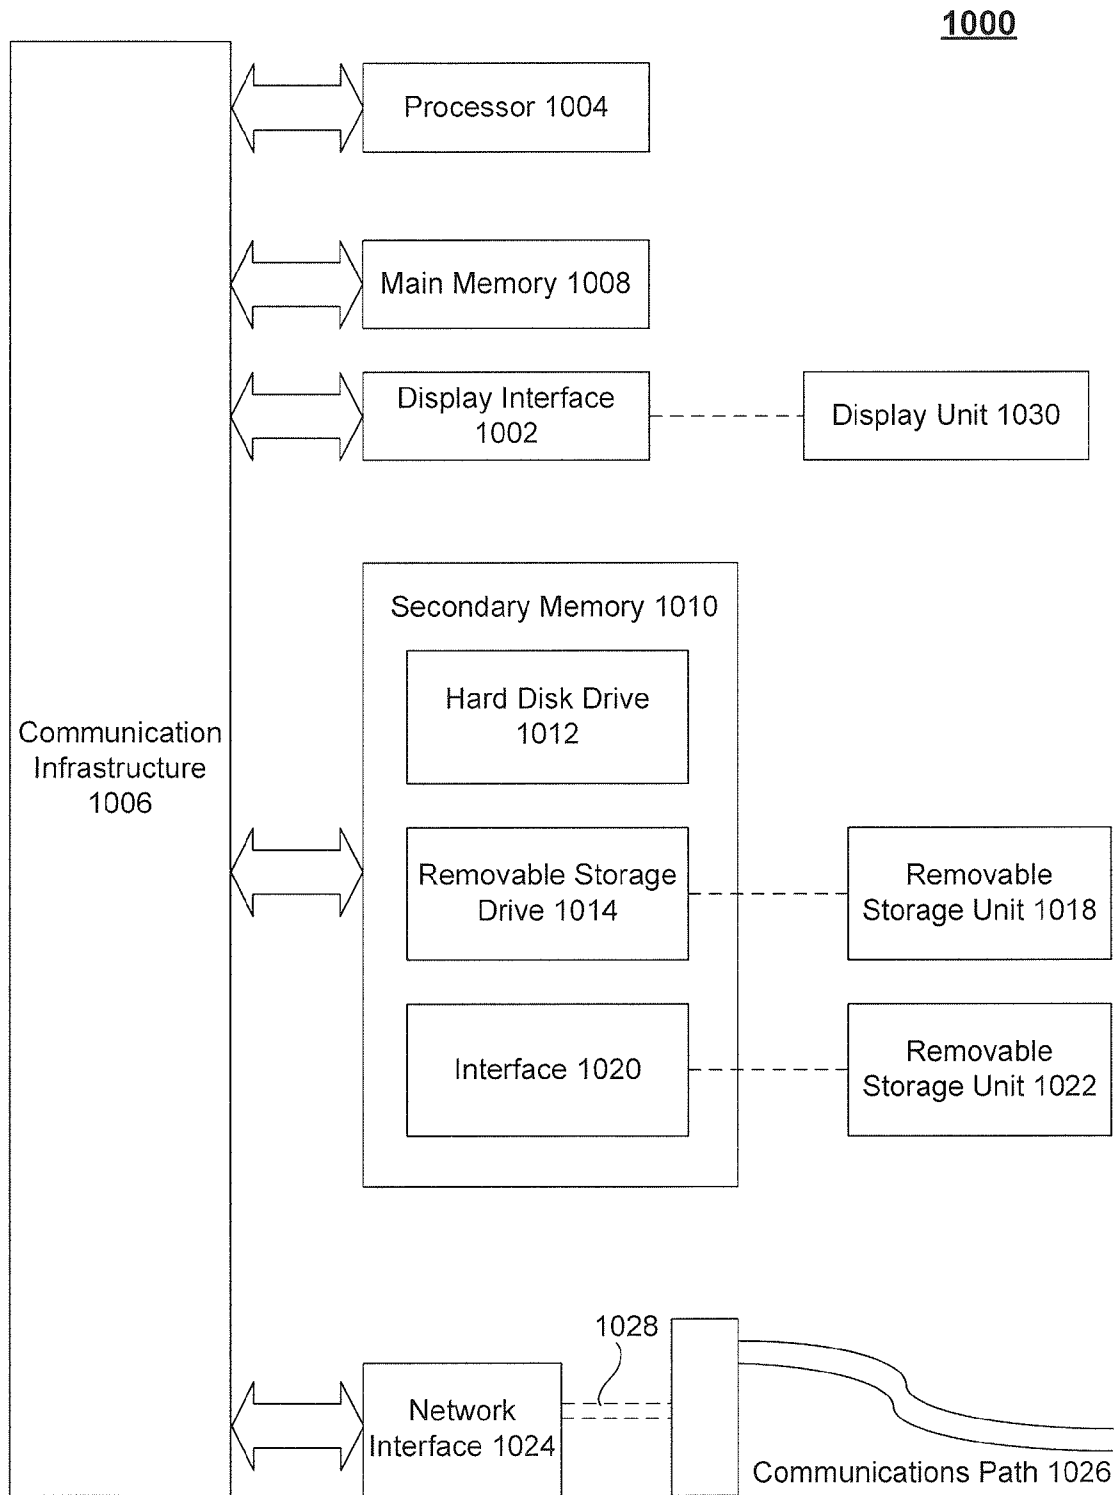 1000
Processor 1004
Main Memory 1008
Display Interface
1002
Display Unit 1030
Secondary Memory 1010
Hard Disk Drive
1012
Communication
Infrastructure
1006
Removable Storage
Drive 1014
Removable
Storage Unit 1018
Interface 1020
Removable
Storage Unit 1022
1028
Network
Interface 1024
Communications Path 1026